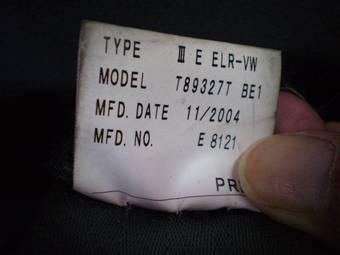 TYPE Ⅲ E ELR-VW
MODEL T89327T BE1
MFD. DATE 11/2004
MFD. NO. E 8121